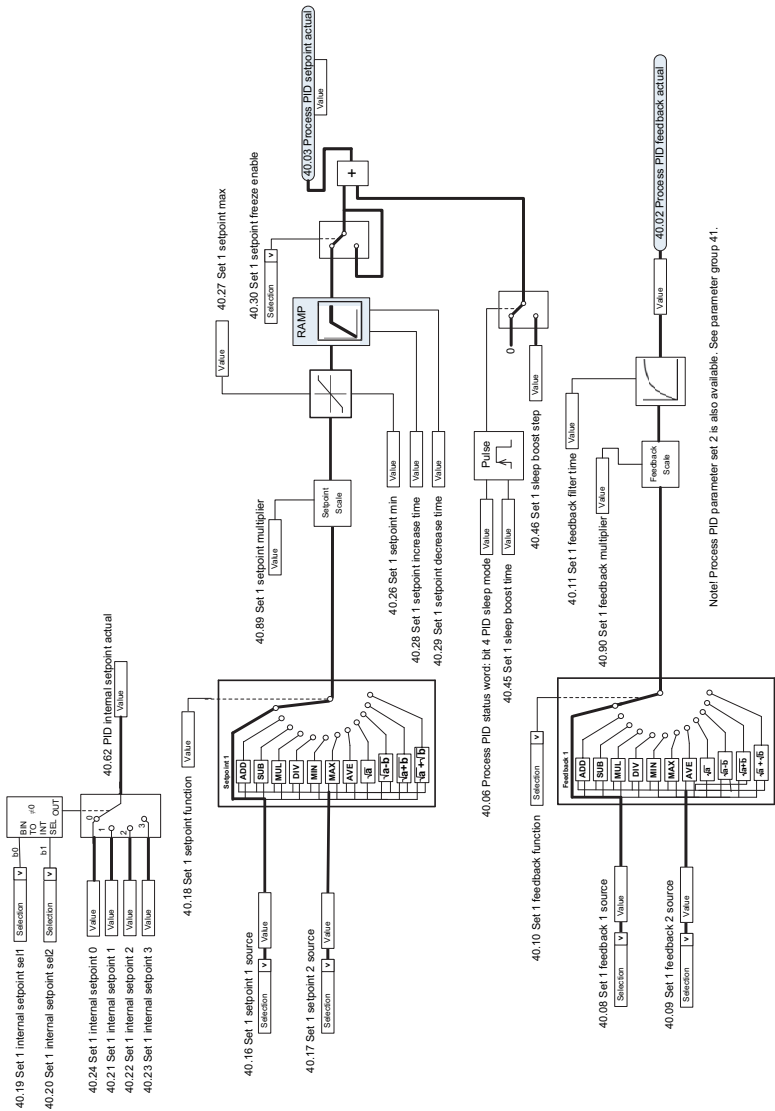 40.19 Set 1 internal setpoint sel1
Selection v
b0
40.20 Set 1 internal setpoint sel2
Selection v
b1
BIN
TO
INT
SEL
≠0
OUT
40.24 Set 1 internal setpoint 0
Value
0
40.21 Set 1 internal setpoint 1
Value
1
40.22 Set 1 internal setpoint 2
Value
2
40.23 Set 1 internal setpoint 3
Value
3
40.62 PID internal setpoint actual
Value
40.18 Set 1 setpoint function
Value
40.16 Set 1 setpoint 1 source
Selection v
Value
40.17 Set 1 setpoint 2 source
Selection v
Value
Setpoint 1
ADD
SUB
MUL
DIV
MIN
MAX
AVE
√a
√a-b
√a+b
√a +√b
40.89 Set 1 setpoint multiplier
Value
Setpoint
Scale
40.27 Set 1 setpoint max
Value
40.26 Set 1 setpoint min
Value
40.28 Set 1 setpoint increase time
Value
40.29 Set 1 setpoint decrease time
Value
RAMP
40.30 Set 1 setpoint freeze enable
Selection v
+
40.03 Process PID setpoint actual
Value
40.06 Process PID status word: bit 4 PID sleep mode
Value
40.45 Set 1 sleep boost time
Value
Pulse
0
40.46 Set 1 sleep boost step
Value
40.10 Set 1 feedback function
Selection v
40.08 Set 1 feedback 1 source
Selection v
Value
40.09 Set 1 feedback 2 source
Selection v
Value
Feedback 1
ADD
SUB
MUL
DIV
MIN
MAX
AVE
√a
√a-b
√a+b
√a +√b
40.90 Set 1 feedback multiplier
Value
Feedback
Scale
40.11 Set 1 feedback filter time
Value
Value
40.02 Process PID feedback actual
Note! Process PID parameter set 2 is also available. See parameter group 41.